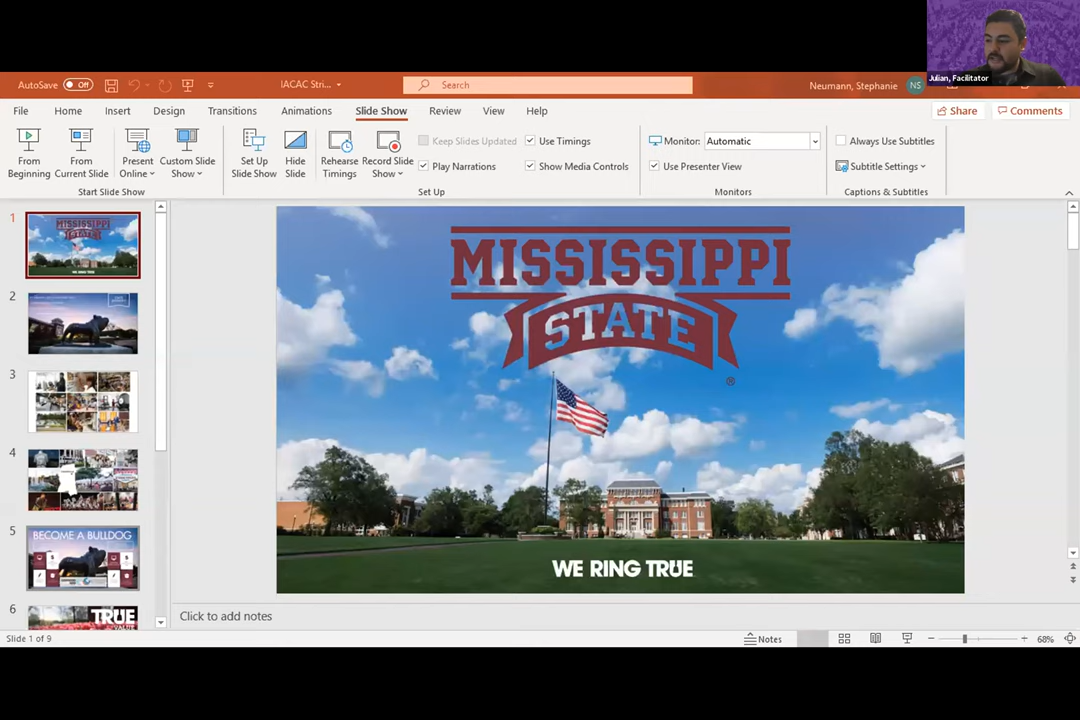 Julian, Facilitator
AutoSave Off
IACAC Stri...
Search
Neumann, Stephanie
NS
File Home Insert Design Transitions Animations Slide Show Review View Help
Share Comments
From Beginning
From Current Slide
Present Online
Custom Slide Show
Set Up Slide Show
Hide Slide
Rehearse Timings
Record Slide Show
Keep Slides Updated
Play Narrations
Use Timings
Show Media Controls
Monitor: Automatic
Use Presenter View
Always Use Subtitles
Subtitle Settings
Start Slide Show
Set Up
Monitors
Captions & Subtitles
1
MISSISSIPPI
STATE
WE RING TRUE
2
3
4
5
BECOME A BULLDOG
6
TRUE
MISSISSIPPI
STATE
®
WE RING TRUE
Click to add notes
Slide 1 of 9
Notes
68%